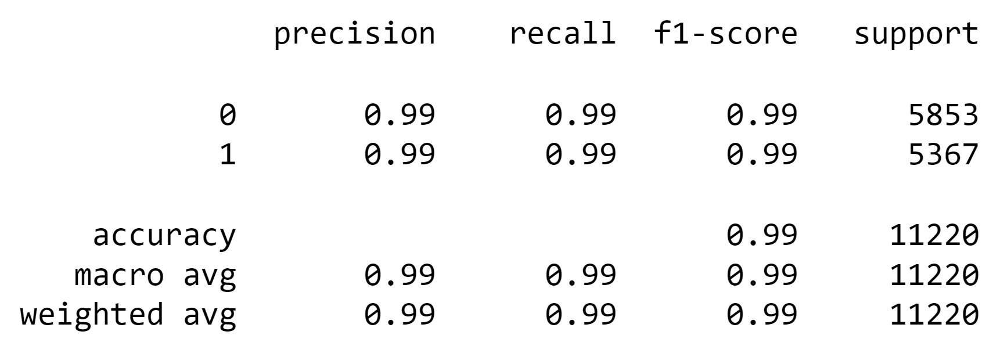 precision recall f1-score support
0 0.99 0.99 0.99 5853
1 0.99 0.99 0.99 5367
accuracy 0.99 11220
macro avg 0.99 0.99 0.99 11220
weighted avg 0.99 0.99 0.99 11220